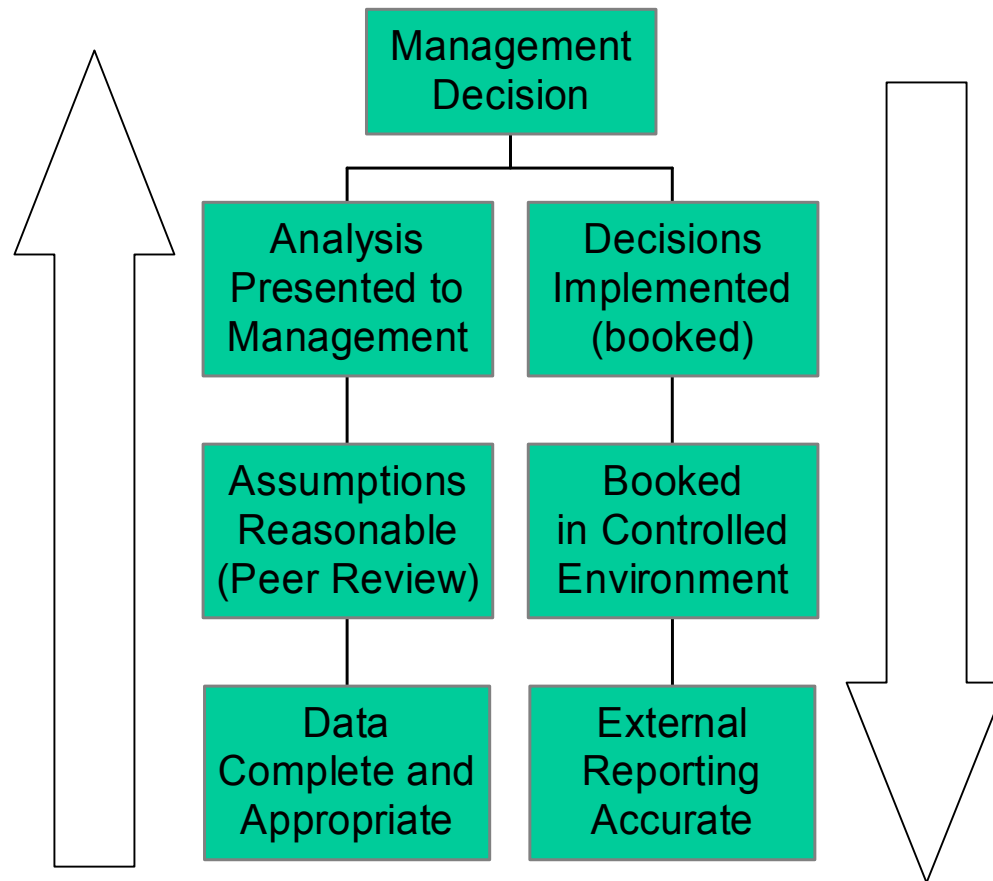 Management
Decision
Analysis
Presented to
Management
Decisions
Implemented
(booked)
Assumptions
Reasonable
(Peer Review)
Booked
in Controlled
Environment
Data
Complete and
Appropriate
External
Reporting
Accurate